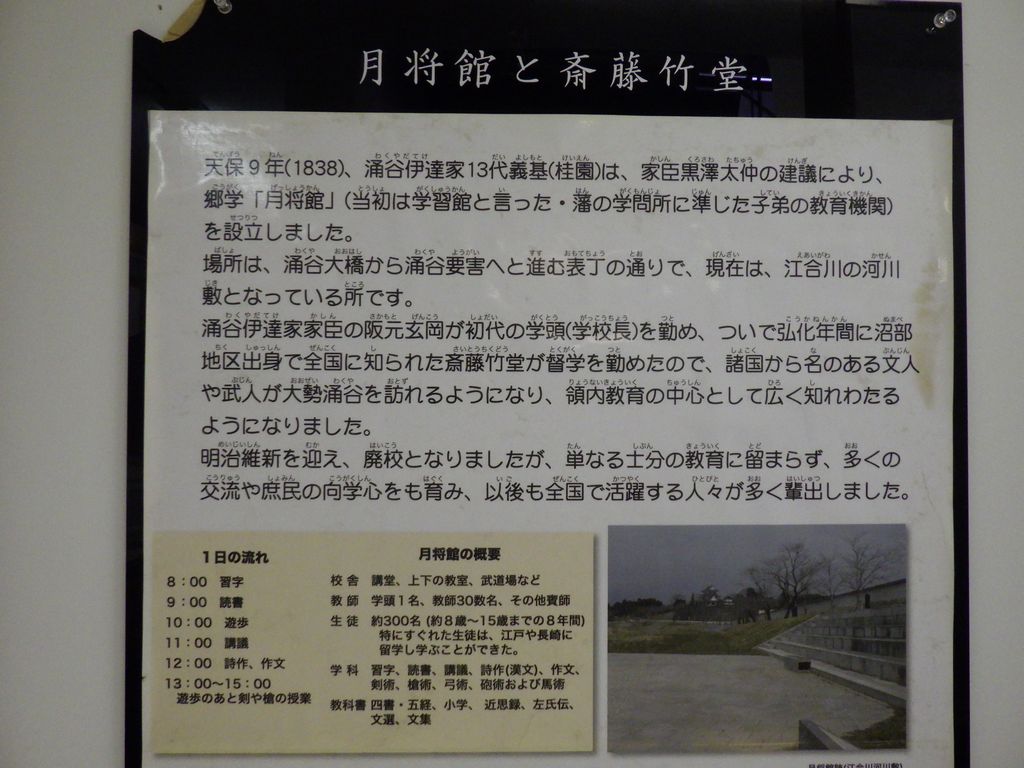 月将館と斎藤竹堂
天保9年(1838)、涌谷伊達家13代義基(桂園)は、家臣黒澤太仲の建議により、
郷学「月将館」(当初は学習館と言った・藩の学問所に準じた子弟の教育機関)
を設立しました。
場所は、涌谷大橋から涌谷要害へと進む表丁の通りで、現在は、江合川の河川
敷となっている所です。
涌谷伊達家家臣の阪元玄岡が初代の学頭(学校長)を勤め、ついで弘化年間に沼部
地区出身で全国に知られた斎藤竹堂が督学を勤めたので、諸国から名のある文人
や武人が大勢涌谷を訪れるようになり、領内教育の中心として広く知れわたる
ようになりました。
明治維新を迎え、廃校となりましたが、単なる士分の教育に留まらず、多くの
交流や庶民の向学心をも育み、以後も全国で活躍する人々が多く輩出しました。
1日の流れ
8:00 習字
9:00 読書
10:00 遊歩
11:00 講議
12:00 詩作、作文
13:00〜15:00
遊歩のあと剣や槍の授業
月将館の概要
校舎 講堂、上下の教室、武道場など
教師 学頭1名、教師30数名、その他賓師
生徒 約300名(約8歳〜15歳までの8年間)
特にすぐれた生徒は、江戸や長崎に
留学し学ぶことができた。
学科 習字、読書、講議、詩作(漢文)、作文、
剣術、槍術、弓術、砲術および馬術
教科書 四書・五経、小学、近思録、左氏伝、
文選、文集
月将館跡(江合川河川敷)